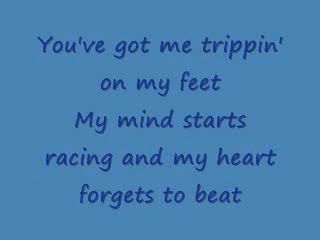 You've got me trippin'
on my feet
My mind starts
racing and my heart
forgets to beat